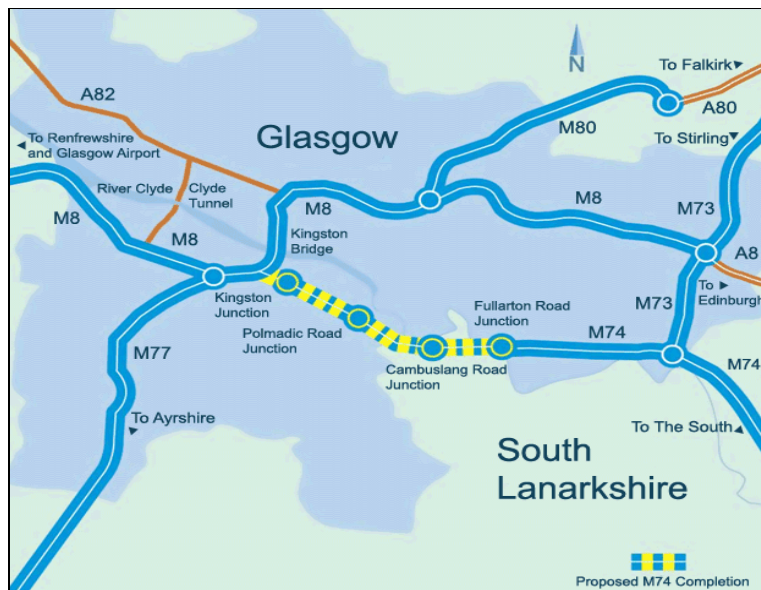 N
To Falkirk
A82
A80
M80
To Stirling
To Renfrewshire
and Glasgow Airport
Glasgow
River Clyde
Clyde
Tunnel
M8
M8
M73
M8
M8
Kingston
Bridge
A8
To
Edinburgh
Kingston
Junction
Fullarton Road
Junction
M73
Polmadic Road
Junction
M74
M77
Cambuslang Road
Junction
M74
To Ayrshire
To The South
South
Lanarkshire
Proposed M74 Completion